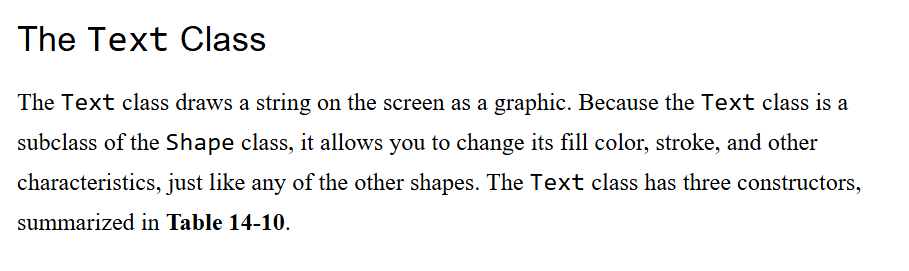 The Text Class
The Text class draws a string on the screen as a graphic. Because the Text class is a
subclass of the Shape class, it allows you to change its fill color, stroke, and other
characteristics, just like any of the other shapes. The Text class has three constructors,
summarized in Table 14-10.